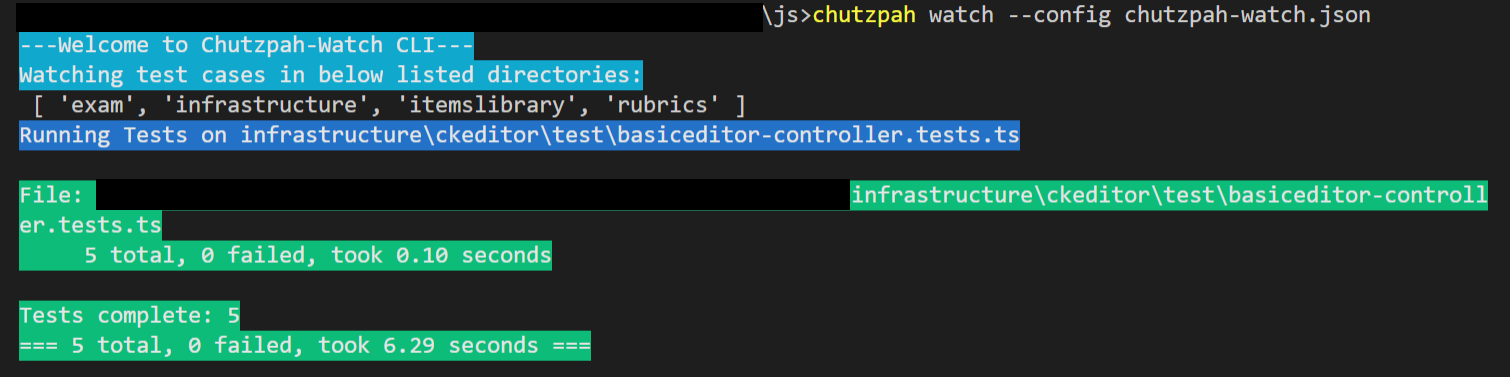 \js>chutzpah watch --config chutzpah-watch.json
---Welcome to Chutzpah-Watch CLI---
Watching test cases in below listed directories:
[ 'exam', 'infrastructure', 'itemslibrary', 'rubrics' ]
Running Tests on infrastructure\ckeditor\test\basiceditor-controller.tests.ts
File: infrastructure\ckeditor\test\basiceditor-controll
er.tests.ts
5 total, 0 failed, took 0.10 seconds
Tests complete: 5
=== 5 total, 0 failed, took 6.29 seconds ===